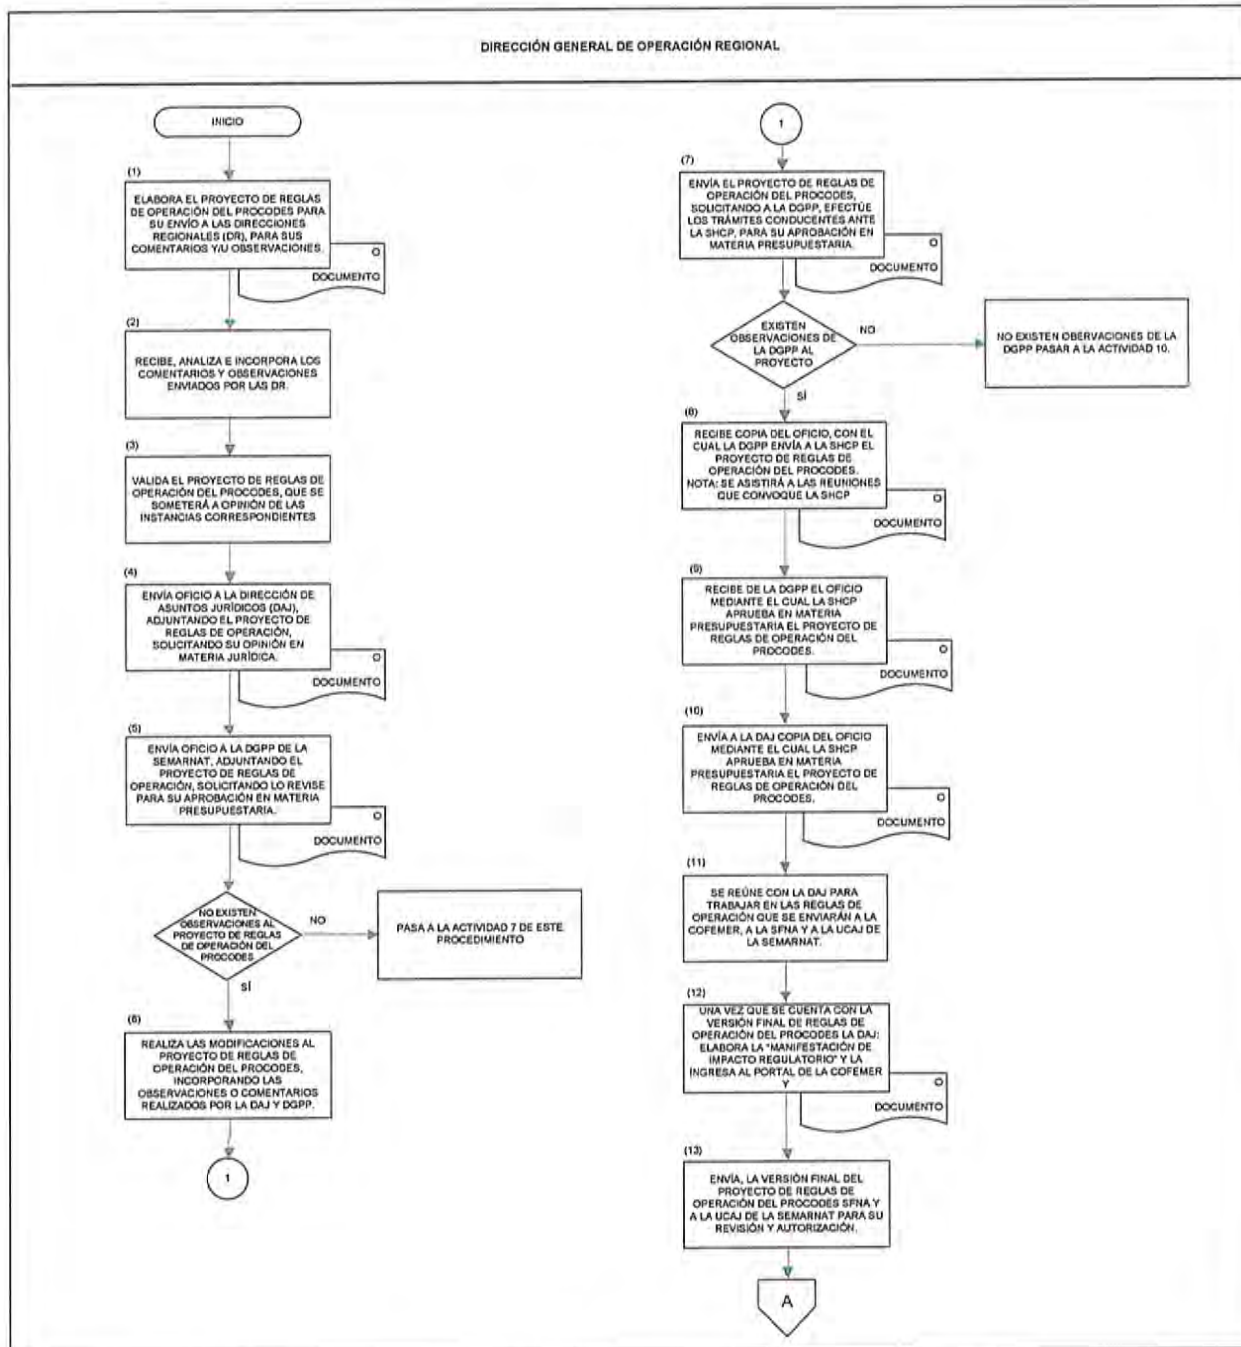 DIRECCIÓN GENERAL DE OPERACIÓN REGIONAL
INICIO
(1)
ELABORA EL PROYECTO DE REGLAS
DE OPERACIÓN DEL PROCODES PARA
SU ENVÍO A LAS DIRECCIONES
REGIONALES (DR), PARA SUS
COMENTARIOS Y/U OBSERVACIONES.
O
DOCUMENTO
(2)
RECIBE, ANALIZA E INCORPORA LOS
COMENTARIOS Y OBSERVACIONES
ENVIADOS POR LAS DR.
(3)
VALIDA EL PROYECTO DE REGLAS DE
OPERACIÓN DEL PROCODES, QUE SE
SOMETERÁ A OPINIÓN DE LAS
INSTANCIAS CORRESPONDIENTES
(4)
ENVÍA OFICIO A LA DIRECCIÓN DE
ASUNTOS JURÍDICOS (DAJ),
ADJUNTANDO EL PROYECTO DE
REGLAS DE OPERACIÓN,
SOLICITANDO SU OPINIÓN EN
MATERIA JURÍDICA.
O
DOCUMENTO
(5)
ENVÍA OFICIO A LA DGPP DE LA
SEMARNAT, ADJUNTANDO EL
PROYECTO DE REGLAS DE
OPERACIÓN, SOLICITANDO LO REVISE
PARA SU APROBACIÓN EN MATERIA
PRESUPUESTARIA.
O
DOCUMENTO
NO EXISTEN
OBSERVACIONES AL
PROYECTO DE REGLAS
DE OPERACIÓN DEL
PROCODES
NO
PASA A LA ACTIVIDAD 7 DE ESTE
PROCEDIMIENTO
SÍ
(6)
REALIZA LAS MODIFICACIONES AL
PROYECTO DE REGLAS DE
OPERACIÓN DEL PROCODES,
INCORPORANDO LAS
OBSERVACIONES O COMENTARIOS
REALIZADOS POR LA DAJ Y DGPP.
1
1
(7)
ENVÍA EL PROYECTO DE REGLAS DE
OPERACIÓN DEL PROCODES,
SOLICITANDO A LA DGPP, EFECTÚE
LOS TRÁMITES CONDUCENTES ANTE
LA SHCP, PARA SU APROBACIÓN EN
MATERIA PRESUPUESTARIA.
O
DOCUMENTO
EXISTEN
OBSERVACIONES DE
LA DGPP AL
PROYECTO
NO
NO EXISTEN OBERVACIONES DE LA
DGPP PASAR A LA ACTIVIDAD 10.
SÍ
(8)
RECIBE COPIA DEL OFICIO, CON EL
CUAL LA DGPP ENVÍA A LA SHCP EL
PROYECTO DE REGLAS DE
OPERACIÓN DEL PROCODES.
NOTA: SE ASISTIRÁ A LAS REUNIONES
QUE CONVOQUE LA SHCP
O
DOCUMENTO
(9)
RECIBE DE LA DGPP EL OFICIO
MEDIANTE EL CUAL LA SHCP
APRUEBA EN MATERIA
PRESUPUESTARIA EL PROYECTO DE
REGLAS DE OPERACIÓN DEL
PROCODES.
O
DOCUMENTO
(10)
ENVÍA A LA DAJ COPIA DEL OFICIO
MEDIANTE EL CUAL LA SHCP
APRUEBA EN MATERIA
PRESUPUESTARIA EL PROYECTO DE
REGLAS DE OPERACIÓN DEL
PROCODES.
O
DOCUMENTO
(11)
SE REÚNE CON LA DAJ PARA
TRABAJAR EN LAS REGLAS DE
OPERACIÓN QUE SE ENVIARÁN A LA
COFEMER, A LA SFNA Y A LA UCAJ DE
LA SEMARNAT.
(12)
UNA VEZ QUE SE CUENTA CON LA
VERSIÓN FINAL DE REGLAS DE
OPERACIÓN DEL PROCODES LA DAJ:
ELABORA LA "MANIFESTACIÓN DE
IMPACTO REGULATORIO" Y LA
INGRESA AL PORTAL DE LA COFEMER
Y
O
DOCUMENTO
(13)
ENVÍA, LA VERSIÓN FINAL DEL
PROYECTO DE REGLAS DE
OPERACIÓN DEL PROCODES SFNA Y
A LA UCAJ DE LA SEMARNAT PARA SU
REVISIÓN Y AUTORIZACIÓN.
A